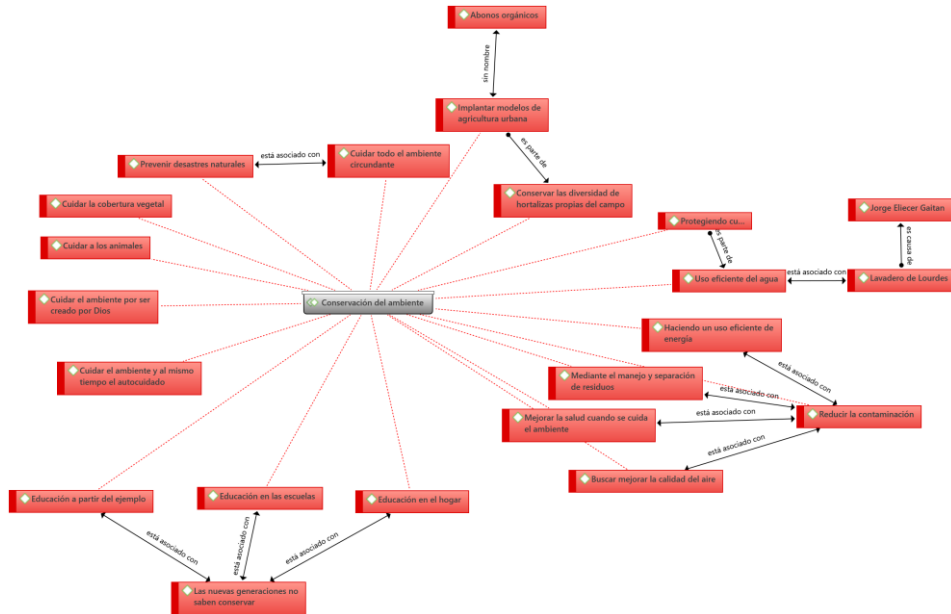 Abonos orgánicos
sin nombre
Implantar modelos de
agricultura urbana
es parte de
Conservar las diversidad de
hortalizas propias del campo
Prevenir desastres naturales
está asociado con
Cuidar todo el ambiente
circundante
Cuidar la cobertura vegetal
Cuidar a los animales
Cuidar el ambiente por ser
creado por Dios
Cuidar el ambiente y al mismo
tiempo el autocuidado
Conservación del ambiente
Protegiendo cu...
es parte de
Uso eficiente del agua
está asociado con
Lavadero de Lourdes
es causa de
Jorge Eliecer Gaitan
Haciendo un uso eficiente de
energía
está asociado con
Mediante el manejo y separación
de residuos
está asociado con
Mejorar la salud cuando se cuida
el ambiente
está asociado con
Reducir la contaminación
está asociado con
Buscar mejorar la calidad del aire
Educación a partir del ejemplo
Educación en las escuelas
Educación en el hogar
está asociado con
está asociado con
está asociado con
Las nuevas generaciones no
saben conservar